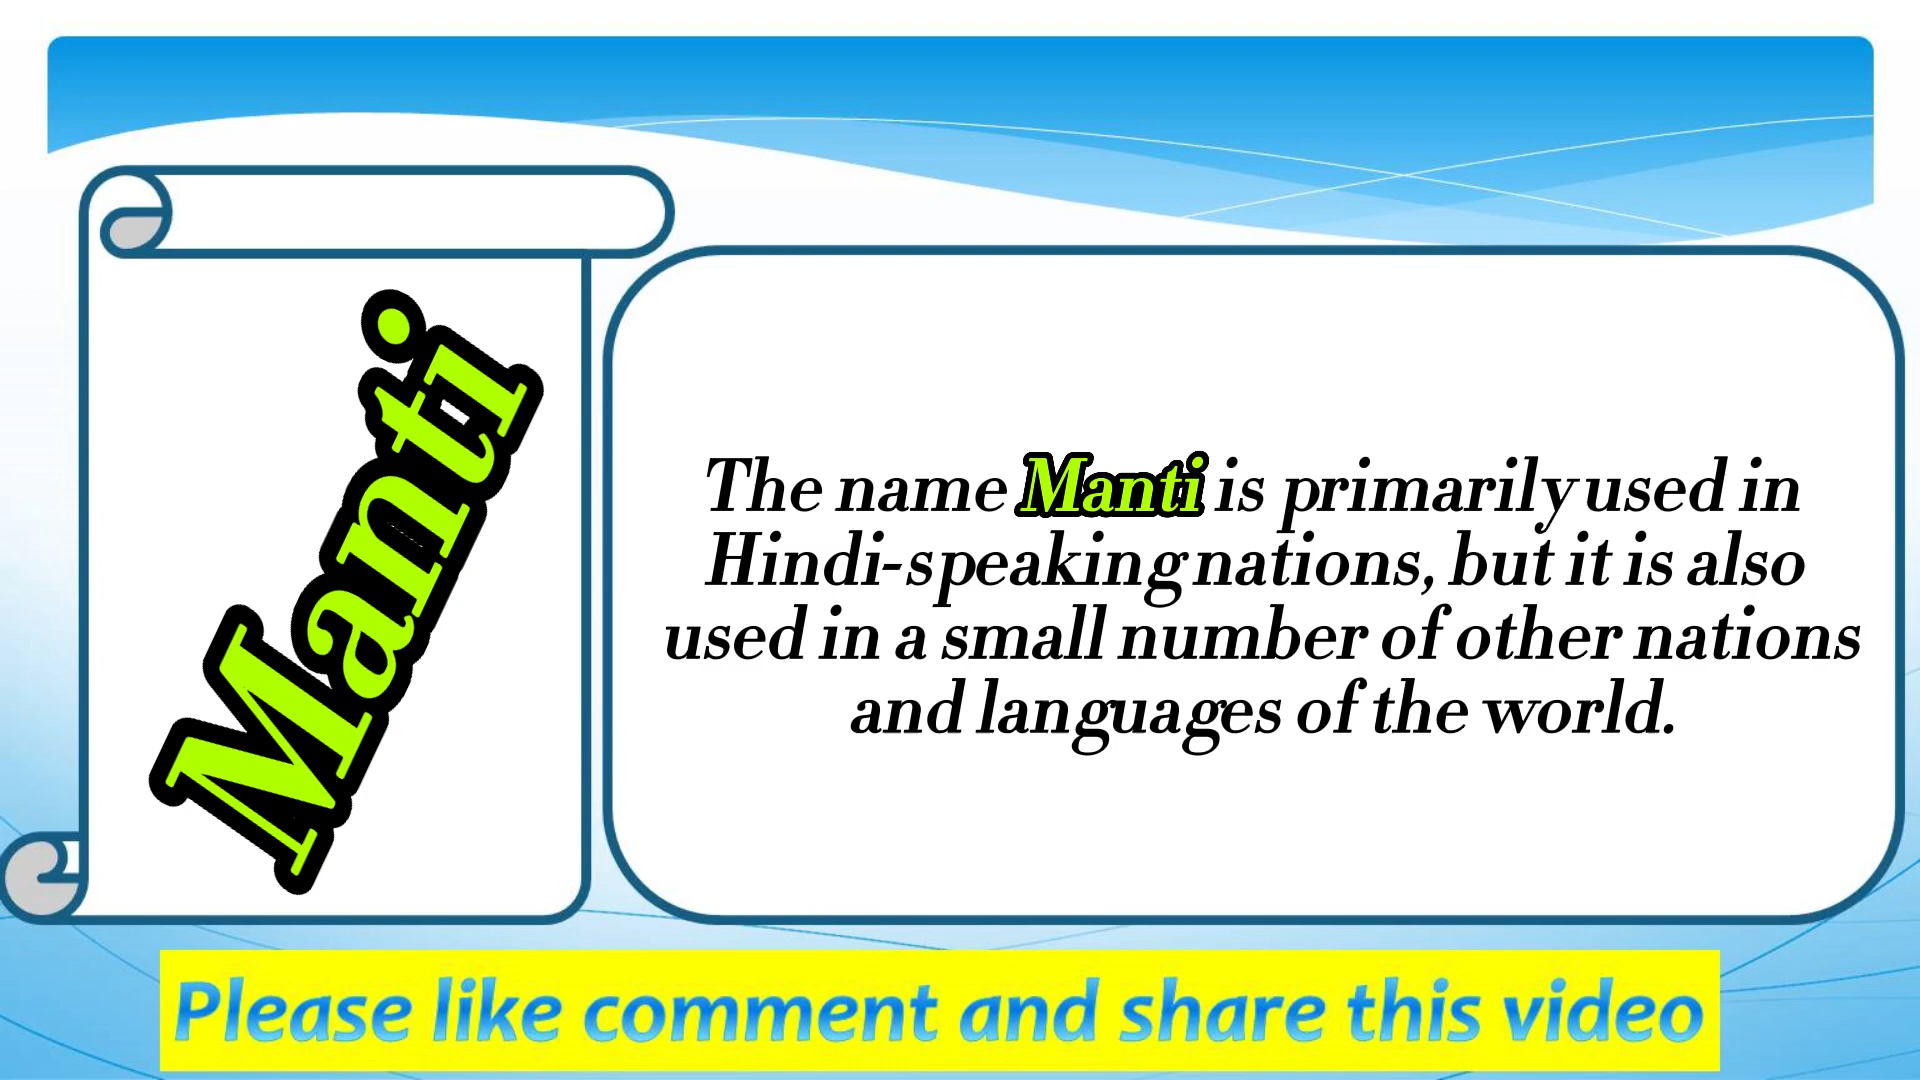 Manti
The name Manti is primarily used in
Hindi-speaking nations, but it is also
used in a small number of other nations
and languages of the world.
Please like comment and share this video